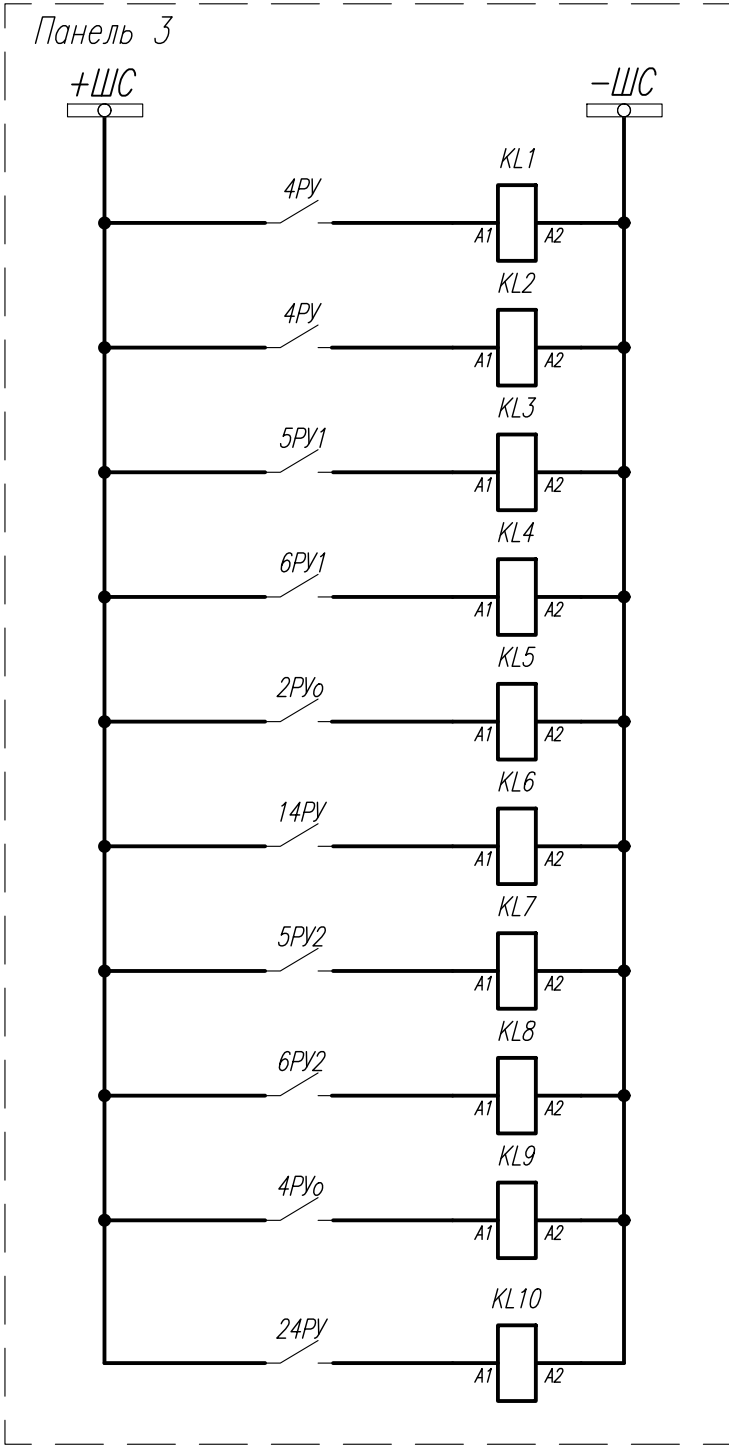 Панель 3
+ШС
-ШС
KL1
4РУ
A1
A2
KL2
4РУ
A1
A2
KL3
5РУ1
A1
A2
KL4
6РУ1
A1
A2
KL5
2РУо
A1
A2
KL6
14РУ
A1
A2
KL7
5РУ2
A1
A2
KL8
6РУ2
A1
A2
KL9
4РУо
A1
A2
KL10
24РУ
A1
A2